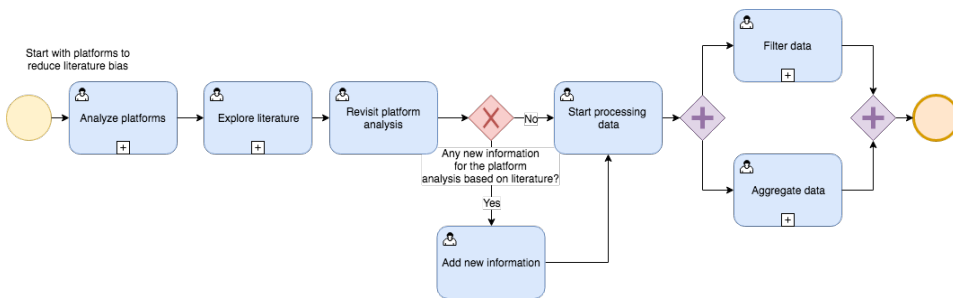 Start with platforms to
reduce literature bias
Analyze platforms
Explore literature
Revisit platform
analysis
No
Any new information
for the platform
analysis based on literature?
Yes
Add new information
Start processing
data
Filter data
Aggregate data